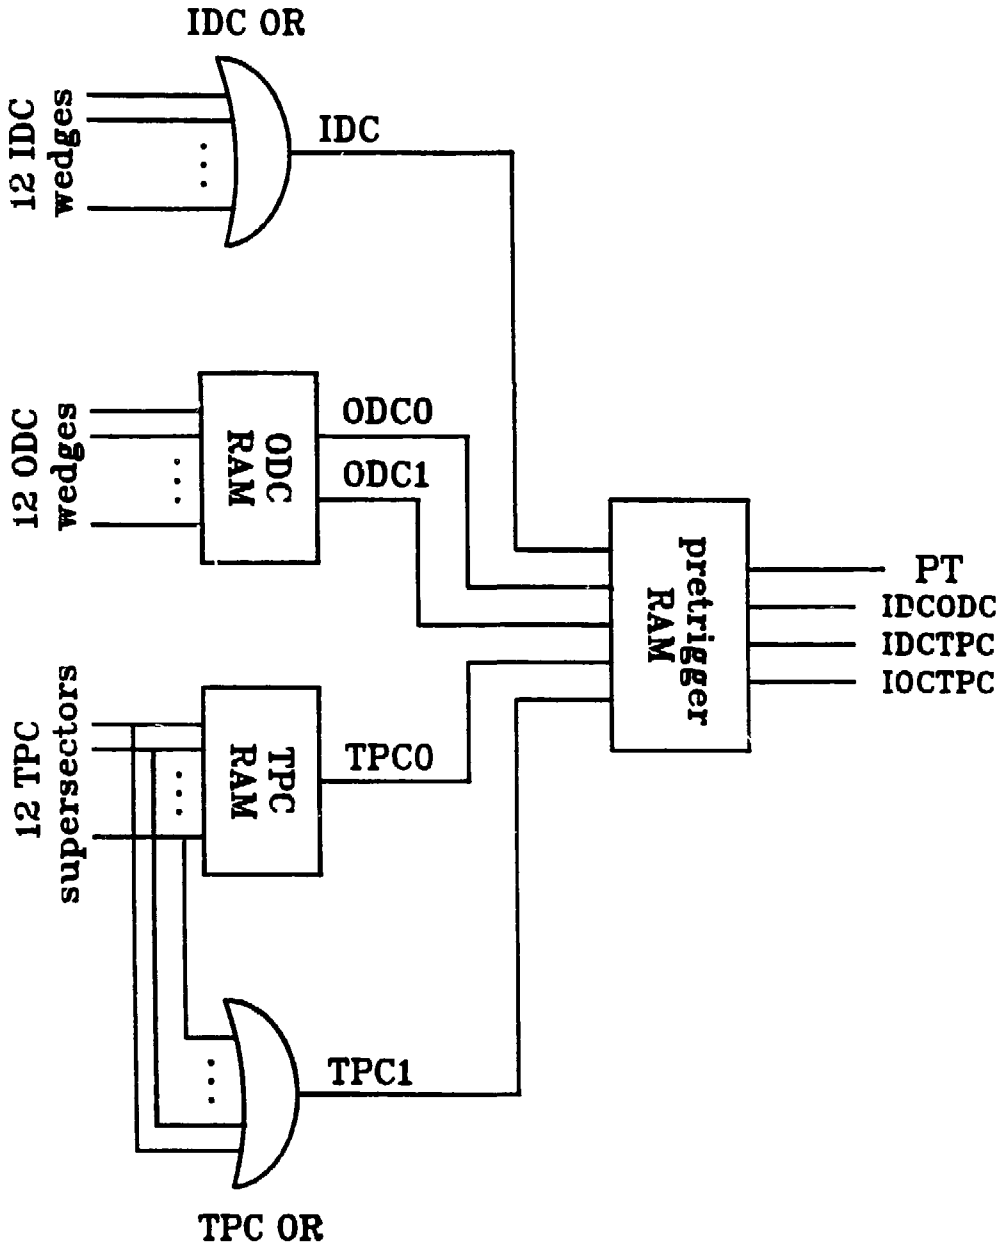 IDC OR
12 IDC
wedges
IDC
12 ODC
wedges
ODC
RAM
ODC0
ODC1
pretrigger
RAM
PT
IDCODC
IDCTPC
IOCTPC
12 TPC
supersectors
TPC
RAM
TPC0
TPC1
TPC OR